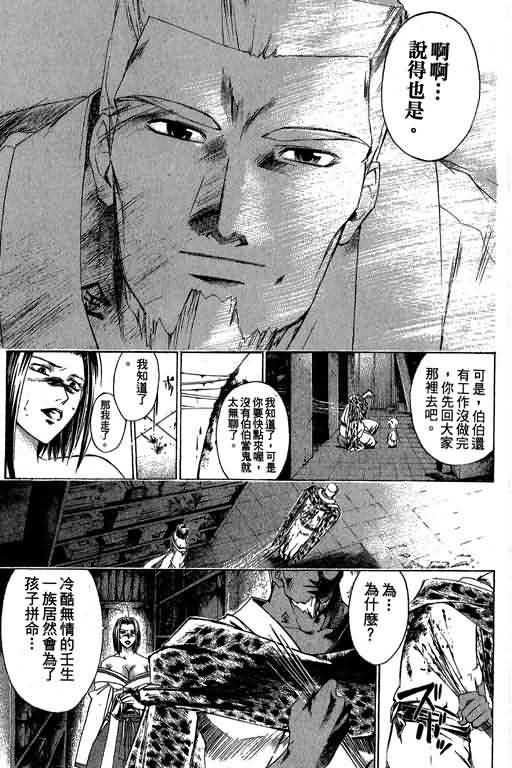 啊啊…
說得也是。
可是，伯伯還
有工作沒做完
，你先回大家
那裡去吧。
我知道了，可是
你要快點來喔，
沒有伯伯當鬼就
太無聊了。
我知道了
。
那我走了。
為…
為什麼？
冷酷無情的壬生
一族居然會為了
孩子拼命…